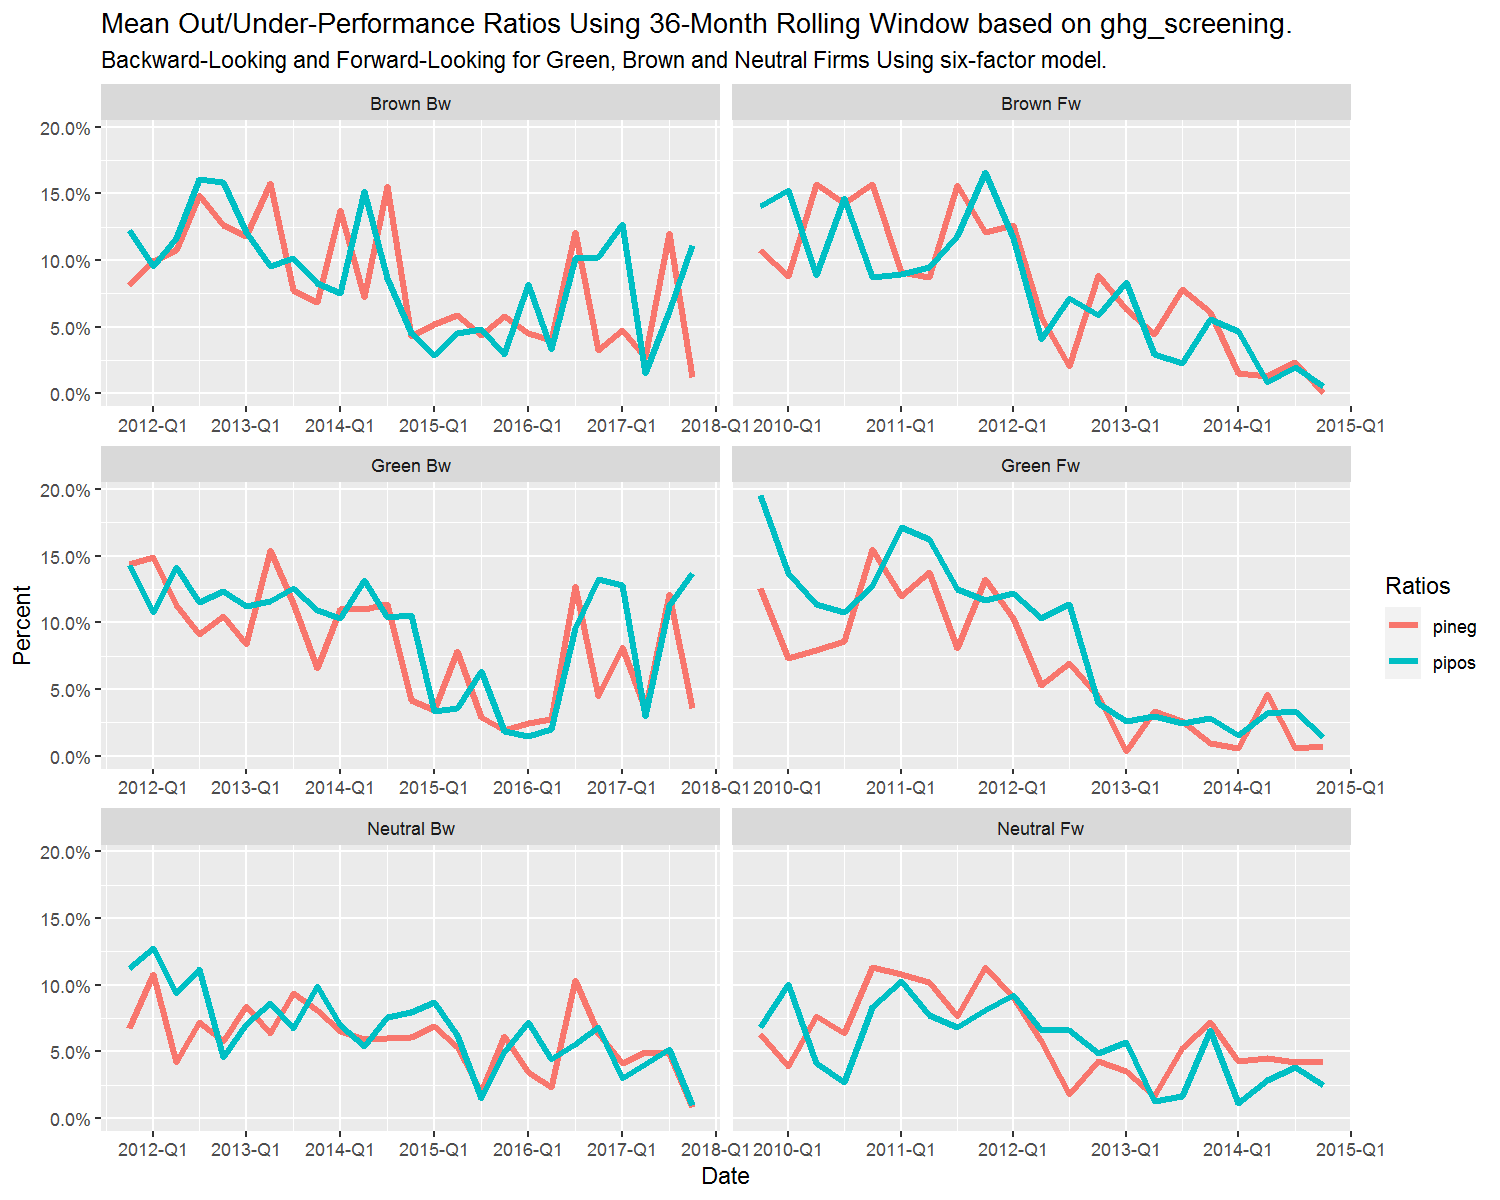 Mean Out/Under-Performance Ratios Using 36-Month Rolling Window based on ghg_screening.
Backward-Looking and Forward-Looking for Green, Brown and Neutral Firms Using six-factor model.
Brown Bw
Brown Fw
20.0%
15.0%
10.0%
5.0%
0.0%
2012-Q1 2013-Q1 2014-Q1 2015-Q1 2016-Q1 2017-Q1 2018-Q1
2010-Q1 2011-Q1 2012-Q1 2013-Q1 2014-Q1 2015-Q1
Green Bw
Green Fw
20.0%
15.0%
10.0%
5.0%
0.0%
2012-Q1 2013-Q1 2014-Q1 2015-Q1 2016-Q1 2017-Q1 2018-Q1
2010-Q1 2011-Q1 2012-Q1 2013-Q1 2014-Q1 2015-Q1
Neutral Bw
Neutral Fw
20.0%
15.0%
10.0%
5.0%
0.0%
2012-Q1 2013-Q1 2014-Q1 2015-Q1 2016-Q1 2017-Q1 2018-Q1
2010-Q1 2011-Q1 2012-Q1 2013-Q1 2014-Q1 2015-Q1
Percent
Date
Ratios
pineg
pipos